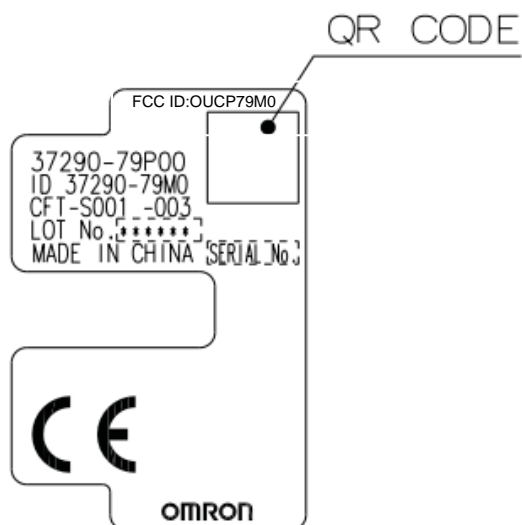 QR CODE
FCC ID:OUCP79M0
37290-79P00
ID 37290-79M0
CFT-S001 -003
LOT No.[******]
MADE IN CHINA [SERIAL No.]
CE
OMRON